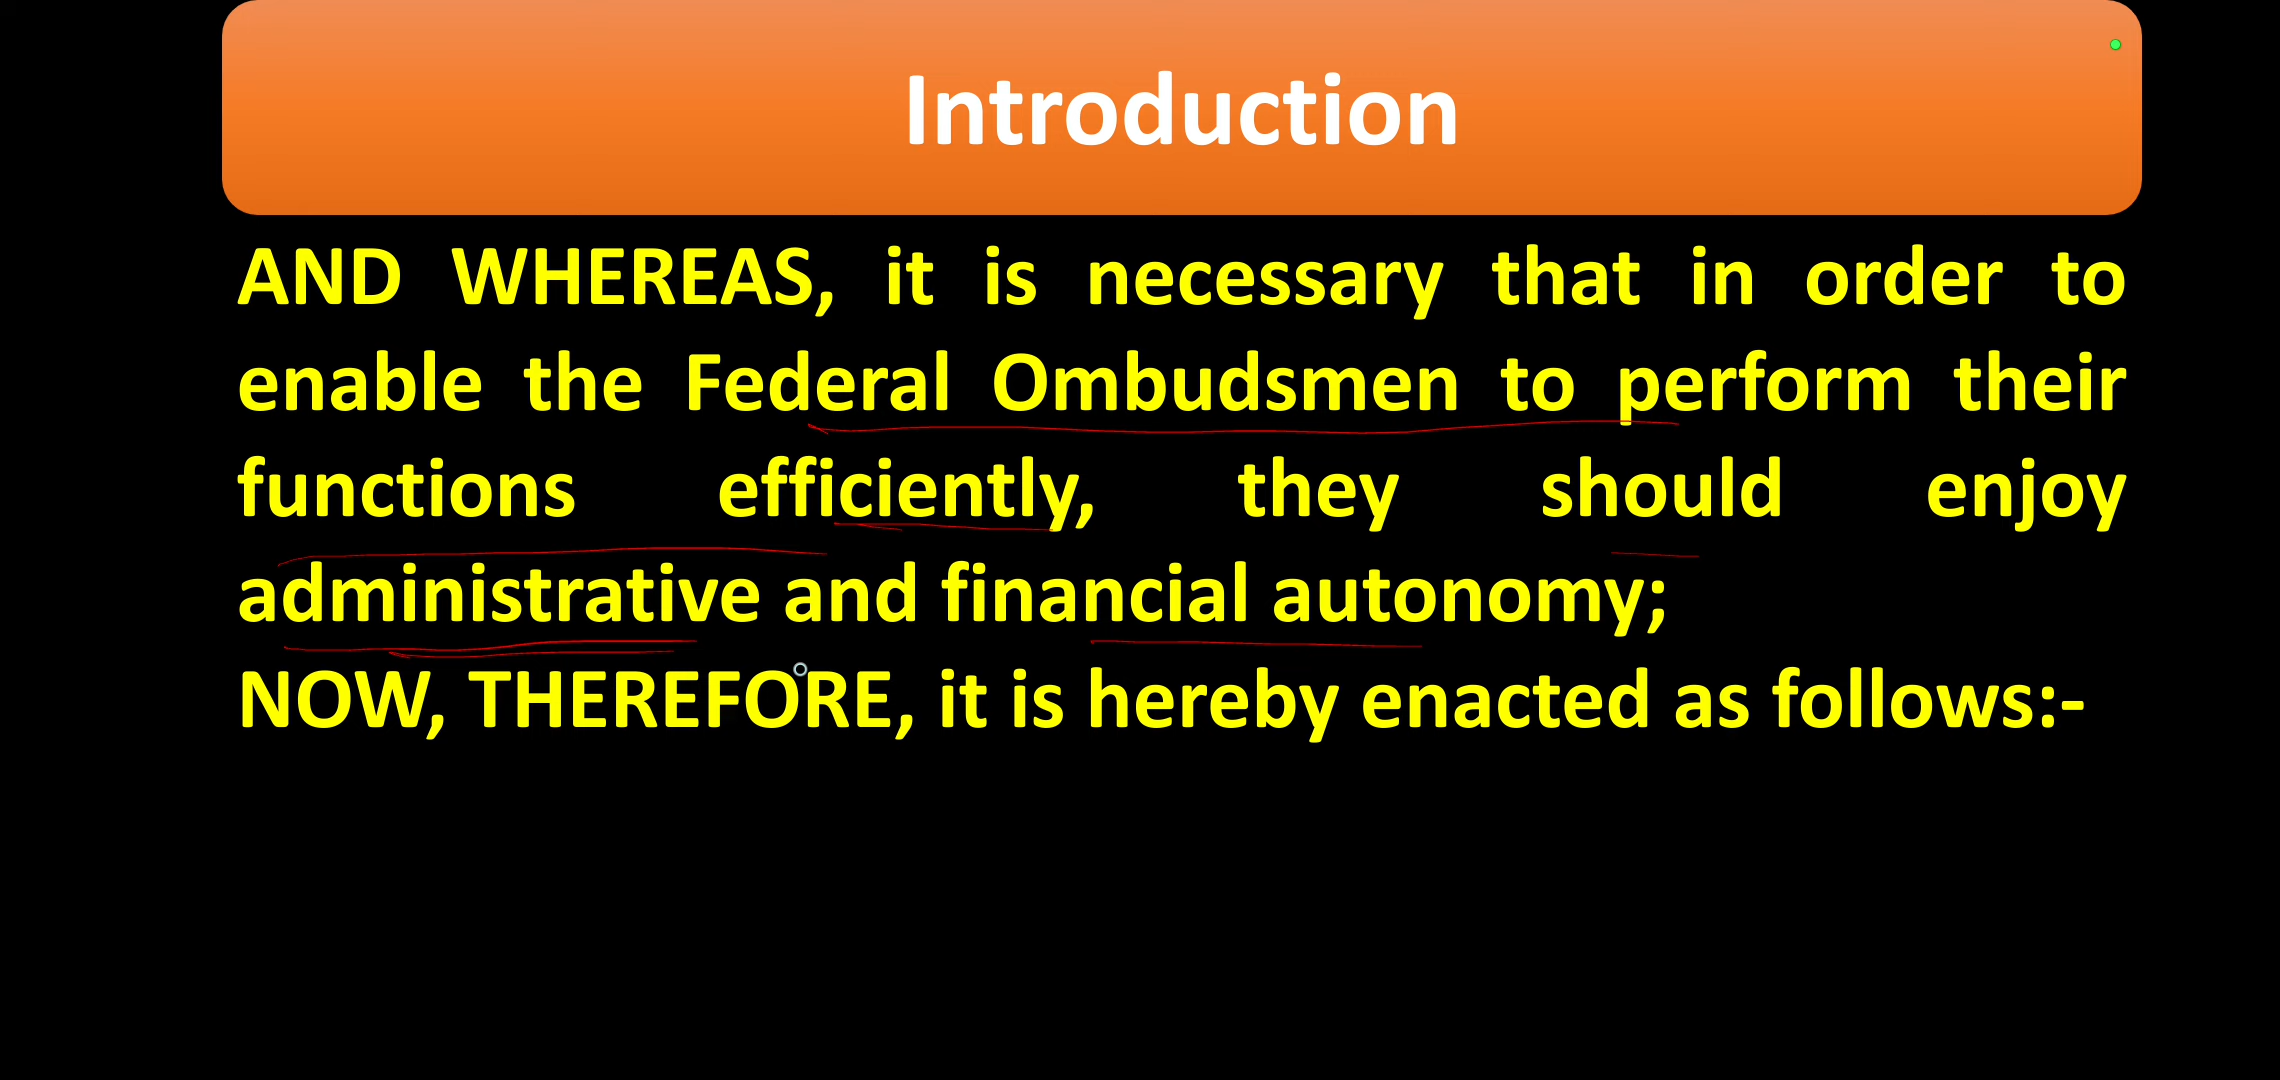 Introduction
AND WHEREAS, it is necessary that in order to
enable the Federal Ombudsmen to perform their
functions efficiently, they should enjoy
administrative and financial autonomy;
NOW, THEREFORE, it is hereby enacted as follows:-